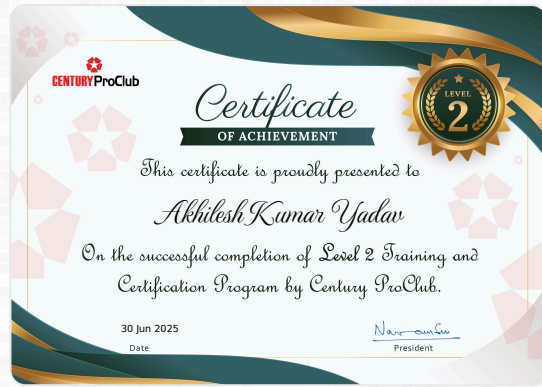 CENTURY ProClub
Certificate
OF ACHIEVEMENT
LEVEL
2
This certificate is proudly presented to
Akhilesh Kumar Yadav
On the successful completion of Level 2 Training and
Certification Program by Century ProClub.
30 Jun 2025
Date
President